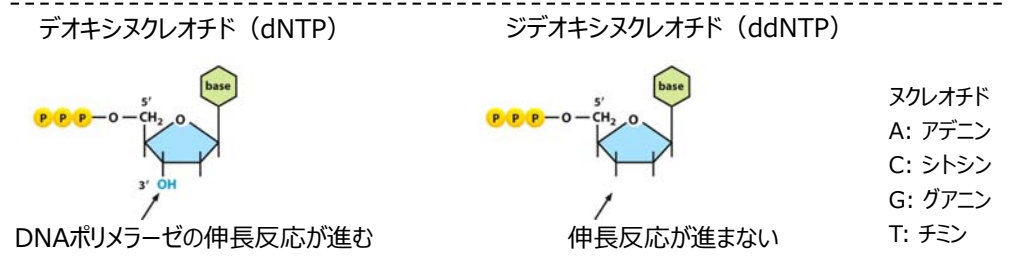 デオキシヌクレオチド（dNTP）
ジデオキシヌクレオチド（ddNTP）
base
5′
P P P－O－CH₂ O
3′ OH
DNAポリメラーゼの伸長反応が進む
base
5′
P P P－O－CH₂ O
伸長反応が進まない
ヌクレオチド
A: アデニン
C: シトシン
G: グアニン
T: チミン